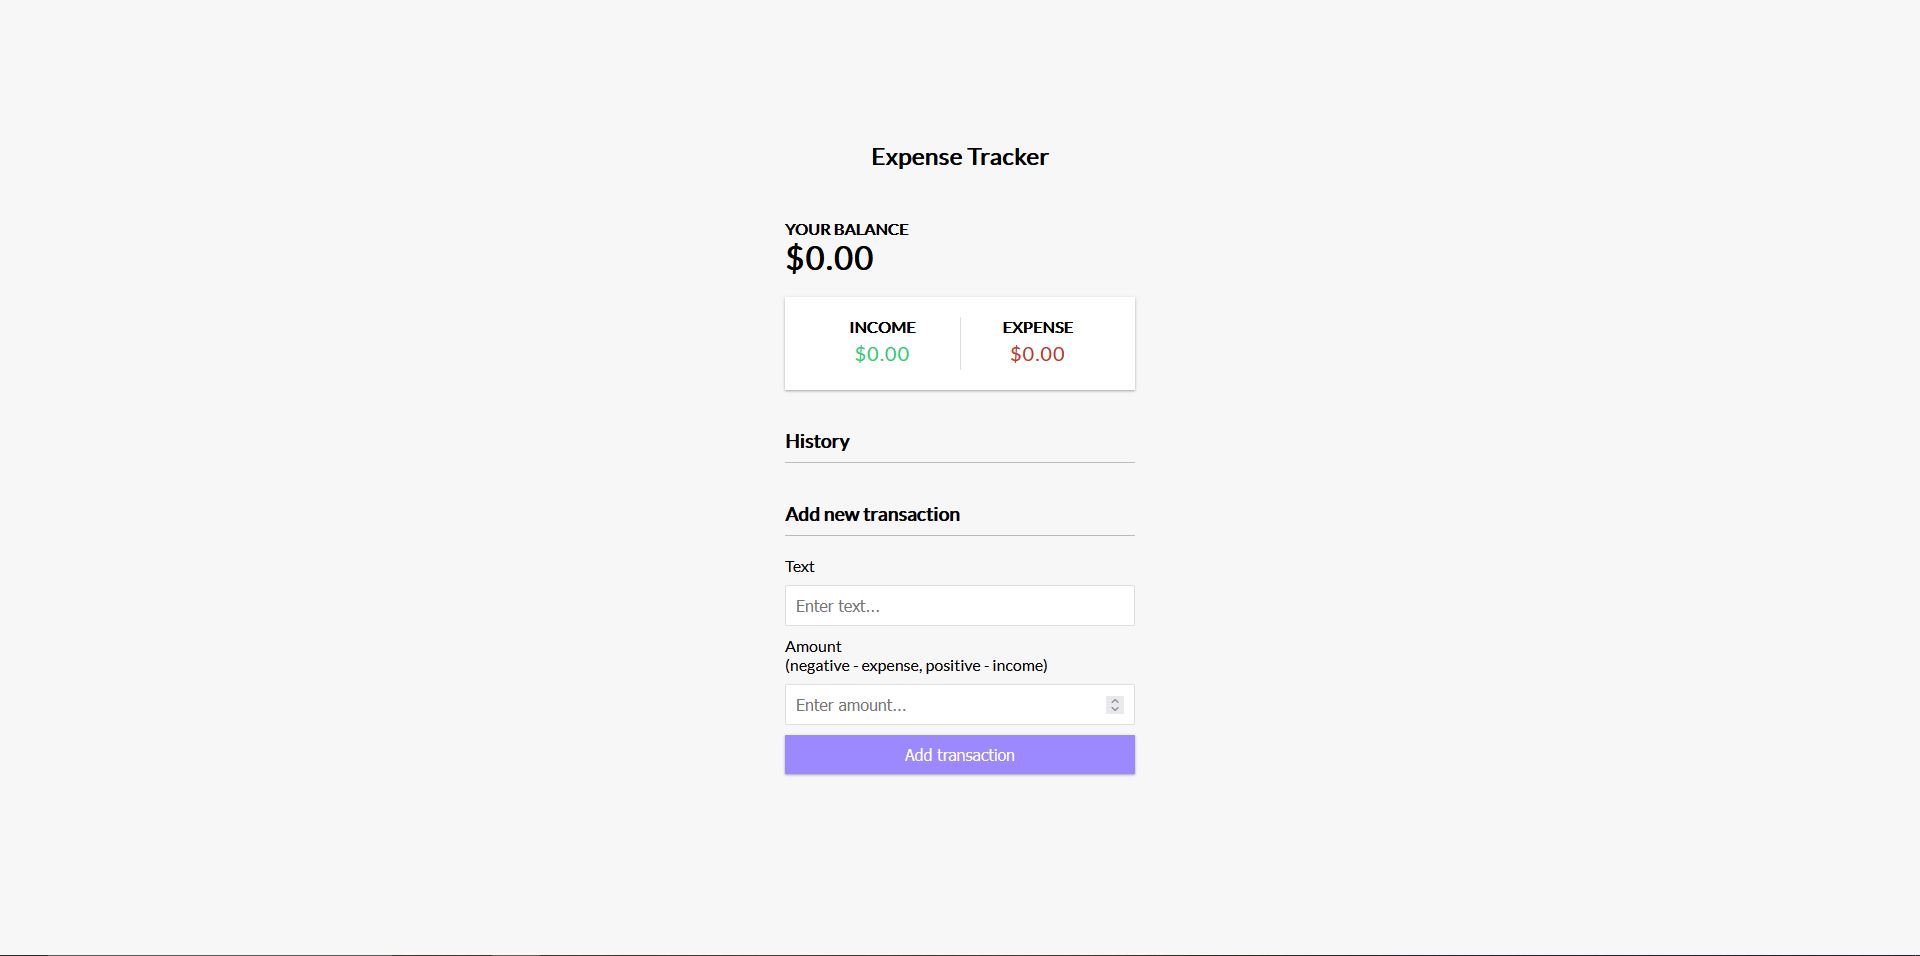 Expense Tracker
YOUR BALANCE
$0.00
INCOME EXPENSE
$0.00 $0.00
History
Add new transaction
Text
Enter text...
Amount
(negative - expense, positive - income)
Enter amount...
Add transaction